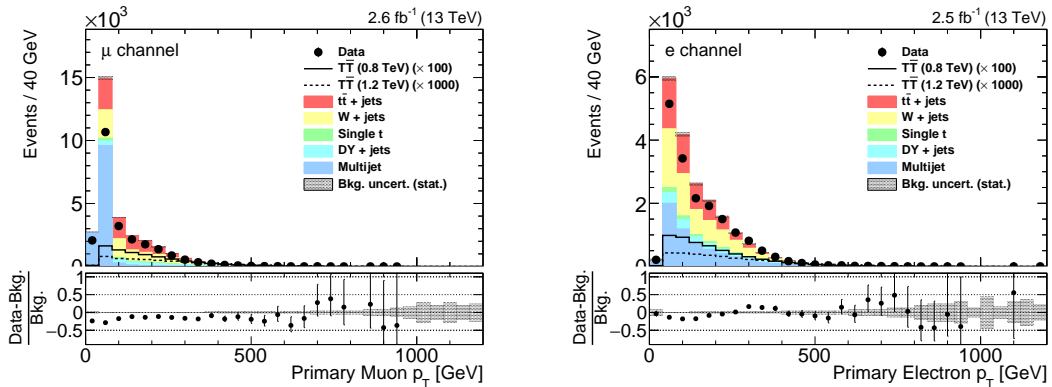 ×10³
2.6 fb⁻¹ (13 TeV)
μ channel
Data
TT̅ (0.8 TeV) (× 100)
TT̅ (1.2 TeV) (× 1000)
tt̅ + jets
W + jets
Single t
DY + jets
Multijet
Bkg. uncert. (stat.)
Events / 40 GeV
15
10
5
0
Data-Bkg
Bkg.
1
0.5
0
−0.5
0 500 1000
Primary Muon p_T [GeV]
×10³
2.5 fb⁻¹ (13 TeV)
e channel
Data
TT̅ (0.8 TeV) (× 100)
TT̅ (1.2 TeV) (× 1000)
tt̅ + jets
W + jets
Single t
DY + jets
Multijet
Bkg. uncert. (stat.)
Events / 40 GeV
6
4
2
0
Data-Bkg
Bkg.
1
0.5
0
−0.5
0 500 1000
Primary Electron p_T [GeV]